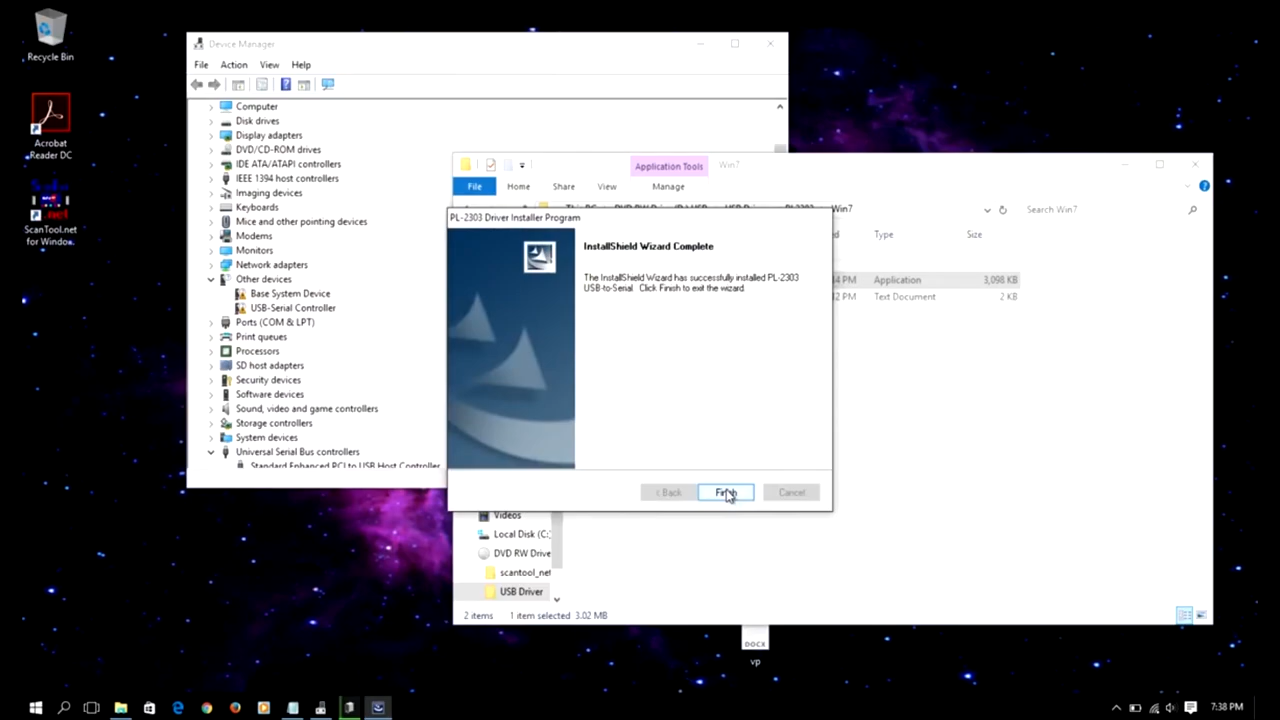 Recycle Bin
Acrobat
Reader DC
ScanTool.net
for Window.
Device Manager
File Action View Help
Computer
Disk drives
Display adapters
DVD/CD-ROM drives
IDE ATA/ATAPI controllers
IEEE 1394 host controllers
Imaging devices
Keyboards
Mice and other pointing devices
Modems
Monitors
Network adapters
Other devices
Base System Device
USB-Serial Controller
Ports (COM & LPT)
Print queues
Processors
SD host adapters
Security devices
Software devices
Sound, video and game controllers
Storage controllers
System devices
Universal Serial Bus controllers
Standard Enhanced PCI to USB Host Controller
Application Tools Win7
File Home Share View Manage
Win7 Search Win7
Type Size
PM Application 3,098 KB
PM Text Document 2 KB
PL-2303 Driver Installer Program
InstallShield Wizard Complete
The InstallShield Wizard has successfully installed PL-2303
USB-to-Serial Click Finish to exit the wizard.
< Back Finish Cancel
Videos
Local Disk (C:
DVD RW Drive
scantool_net
USB Driver
2 items 1 item selected 3.02 MB
DOCX
vp
7:38 PM